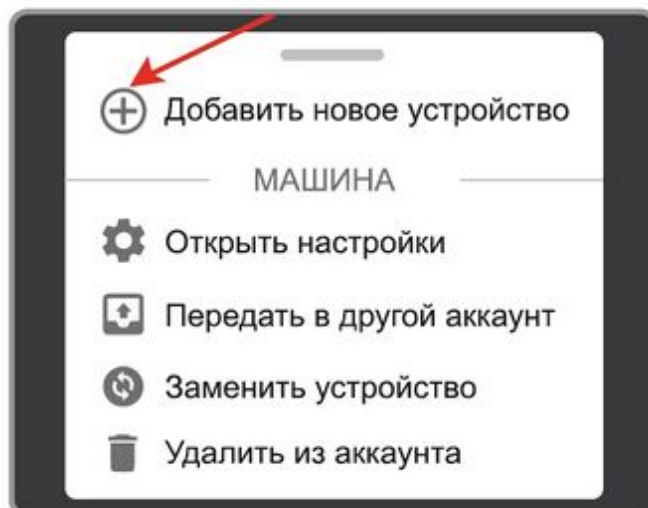 Добавить новое устройство
МАШИНА
Открыть настройки
Передать в другой аккаунт
Заменить устройство
Удалить из аккаунта